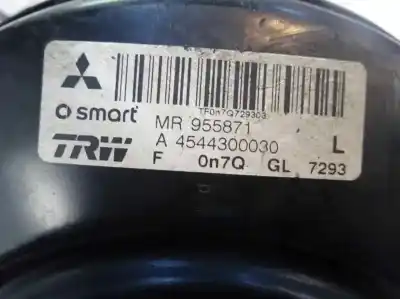 TF0n7Q729303
smart
MR 955871
TRW
A 4544300030 L
F 0n7Q GL 7293